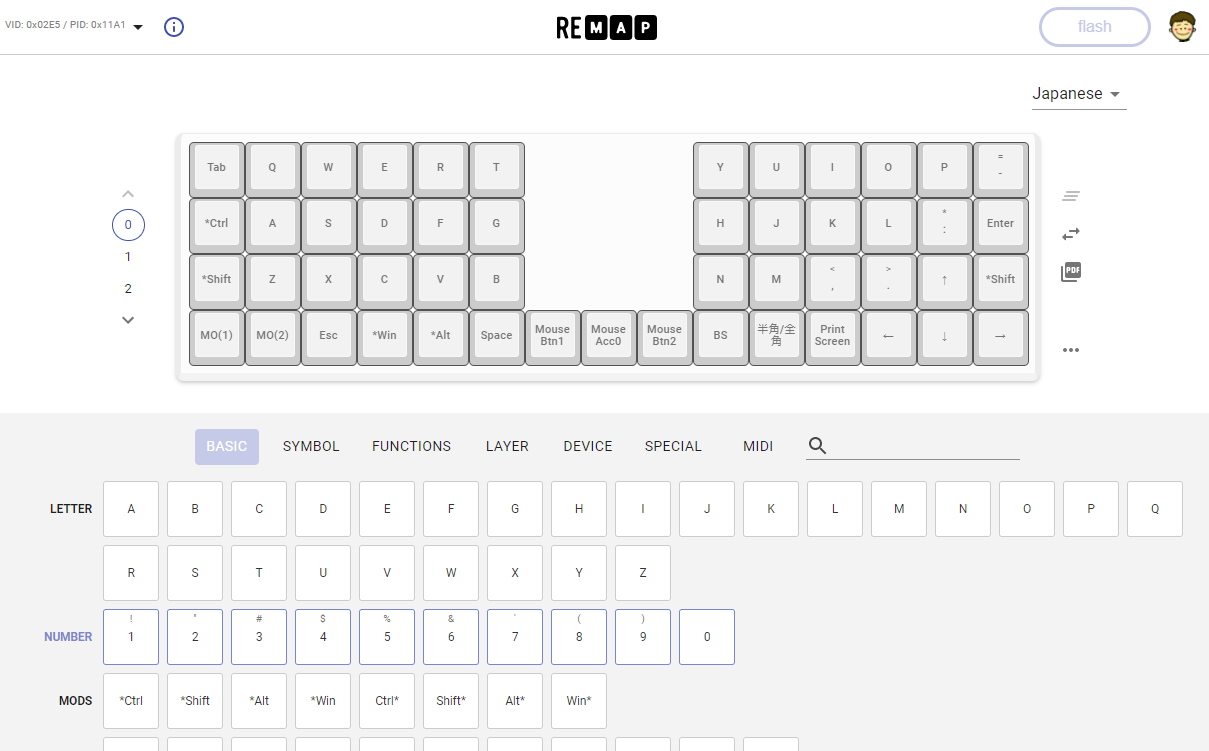 VID: 0x02E5 / PID: 0x11A1
REMAP
flash
Japanese
Tab Q W E R T Y U I O P = -
*Ctrl A S D F G H J K L * : Enter
*Shift Z X C V B N M < , > . ↑ *Shift
MO(1) MO(2) Esc *Win *Alt Space Mouse Btn1 Mouse Acc0 Mouse Btn2 BS 半角/全角 Print Screen ← ↓ →
0
1
2
PDF
BASIC SYMBOL FUNCTIONS LAYER DEVICE SPECIAL MIDI
LETTER A B C D E F G H I J K L M N O P Q
R S T U V W X Y Z
NUMBER ! 1 " 2 # 3 $ 4 % 5 & 6 ' 7 ( 8 ) 9 0
MODS *Ctrl *Shift *Alt *Win Ctrl* Shift* Alt* Win*